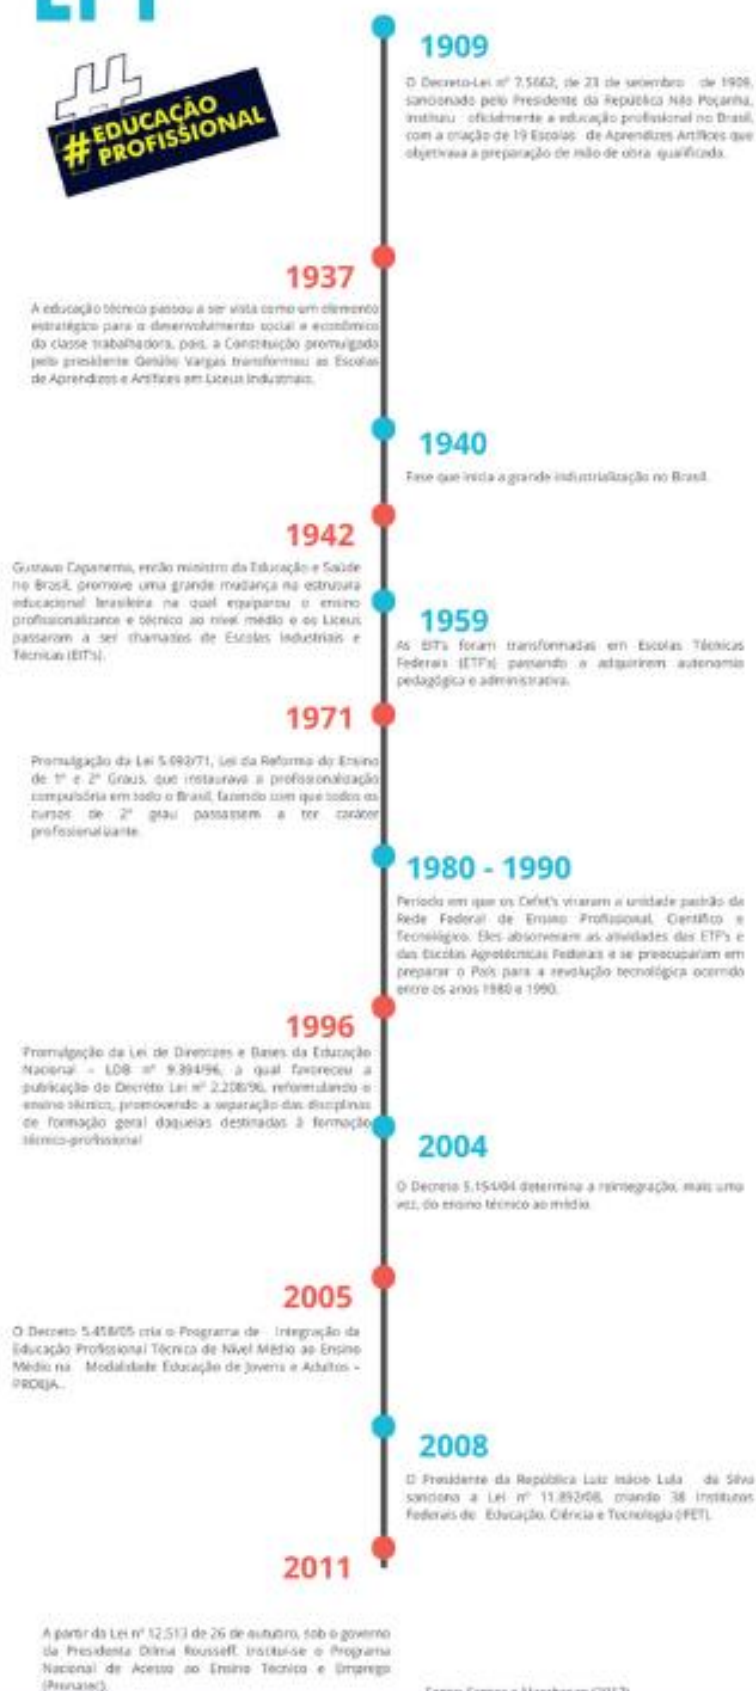 EPT
#EDUCAÇÃO
PROFISSIONAL
1909
O Decreto-Lei nº 7.5662, de 23 de setembro de 1909,
sancionado pelo Presidente da República Nilo Peçanha,
instituiu oficialmente a educação profissional no Brasil,
com a criação de 19 Escolas de Aprendizes Artífices que
objetivava a preparação de mão de obra qualificada.
1937
A educação técnica passou a ser vista como um elemento
estratégico para o desenvolvimento social e econômico
da classe trabalhadora, pois, a Constituição promulgada
pelo presidente Getúlio Vargas transformou as Escolas
de Aprendizes e Artífices em Liceus Industriais.
1940
Fase que inicia a grande industrialização no Brasil.
1942
Gustavo Capanema, então ministro da Educação e Saúde
no Brasil, promove uma grande mudança na estrutura
educacional brasileira na qual equiparou o ensino
profissionalizante e técnico ao nível médio e os Liceus
passaram a ser chamados de Escolas Industriais e
Técnicas (EIT's).
1959
As EIT's foram transformadas em Escolas Técnicas
Federais (ETF's) passando a adquirirem autonomia
pedagógica e administrativa.
1971
Promulgação da Lei 5.692/71, Lei da Reforma do Ensino
de 1º e 2º Graus, que instaurava a profissionalização
compulsória em todo o Brasil, fazendo com que todos os
cursos de 2º grau passassem a ter caráter
profissionalizante.
1980 - 1990
Período em que os Cefet's viraram a unidade padrão da
Rede Federal de Ensino Profissional, Científico e
Tecnológico. Eles absorveram as atividades das ETF's e
das Escolas Agrotécnicas Federais e se preocuparam em
preparar o País para a revolução tecnológica ocorrida
entre os anos 1980 e 1990.
1996
Promulgação da Lei de Diretrizes e Bases da Educação
Nacional – LDB nº 9.394/96, a qual favoreceu a
publicação do Decreto Lei nº 2.208/96, reformulando o
ensino técnico, promovendo a separação das disciplinas
de formação geral daquelas destinadas à formação
técnico-profissional
2004
O Decreto 5.154/04 determina a reintegração, mais uma
vez, do ensino técnico ao médio.
2005
O Decreto 5.458/05 cria o Programa de Integração da
Educação Profissional Técnica de Nível Médio ao Ensino
Médio na Modalidade Educação de Jovens e Adultos –
PROEJA.
2008
O Presidente da República Luiz Inácio Lula da Silva
sanciona a Lei nº 11.892/08, criando 38 Institutos
Federais de Educação, Ciência e Tecnologia (IFET).
2011
A partir da Lei nº 12.513 de 26 de outubro, sob o governo
da Presidenta Dilma Rousseff, institui-se o Programa
Nacional de Acesso ao Ensino Técnico e Emprego
(Pronatec).
(2017)